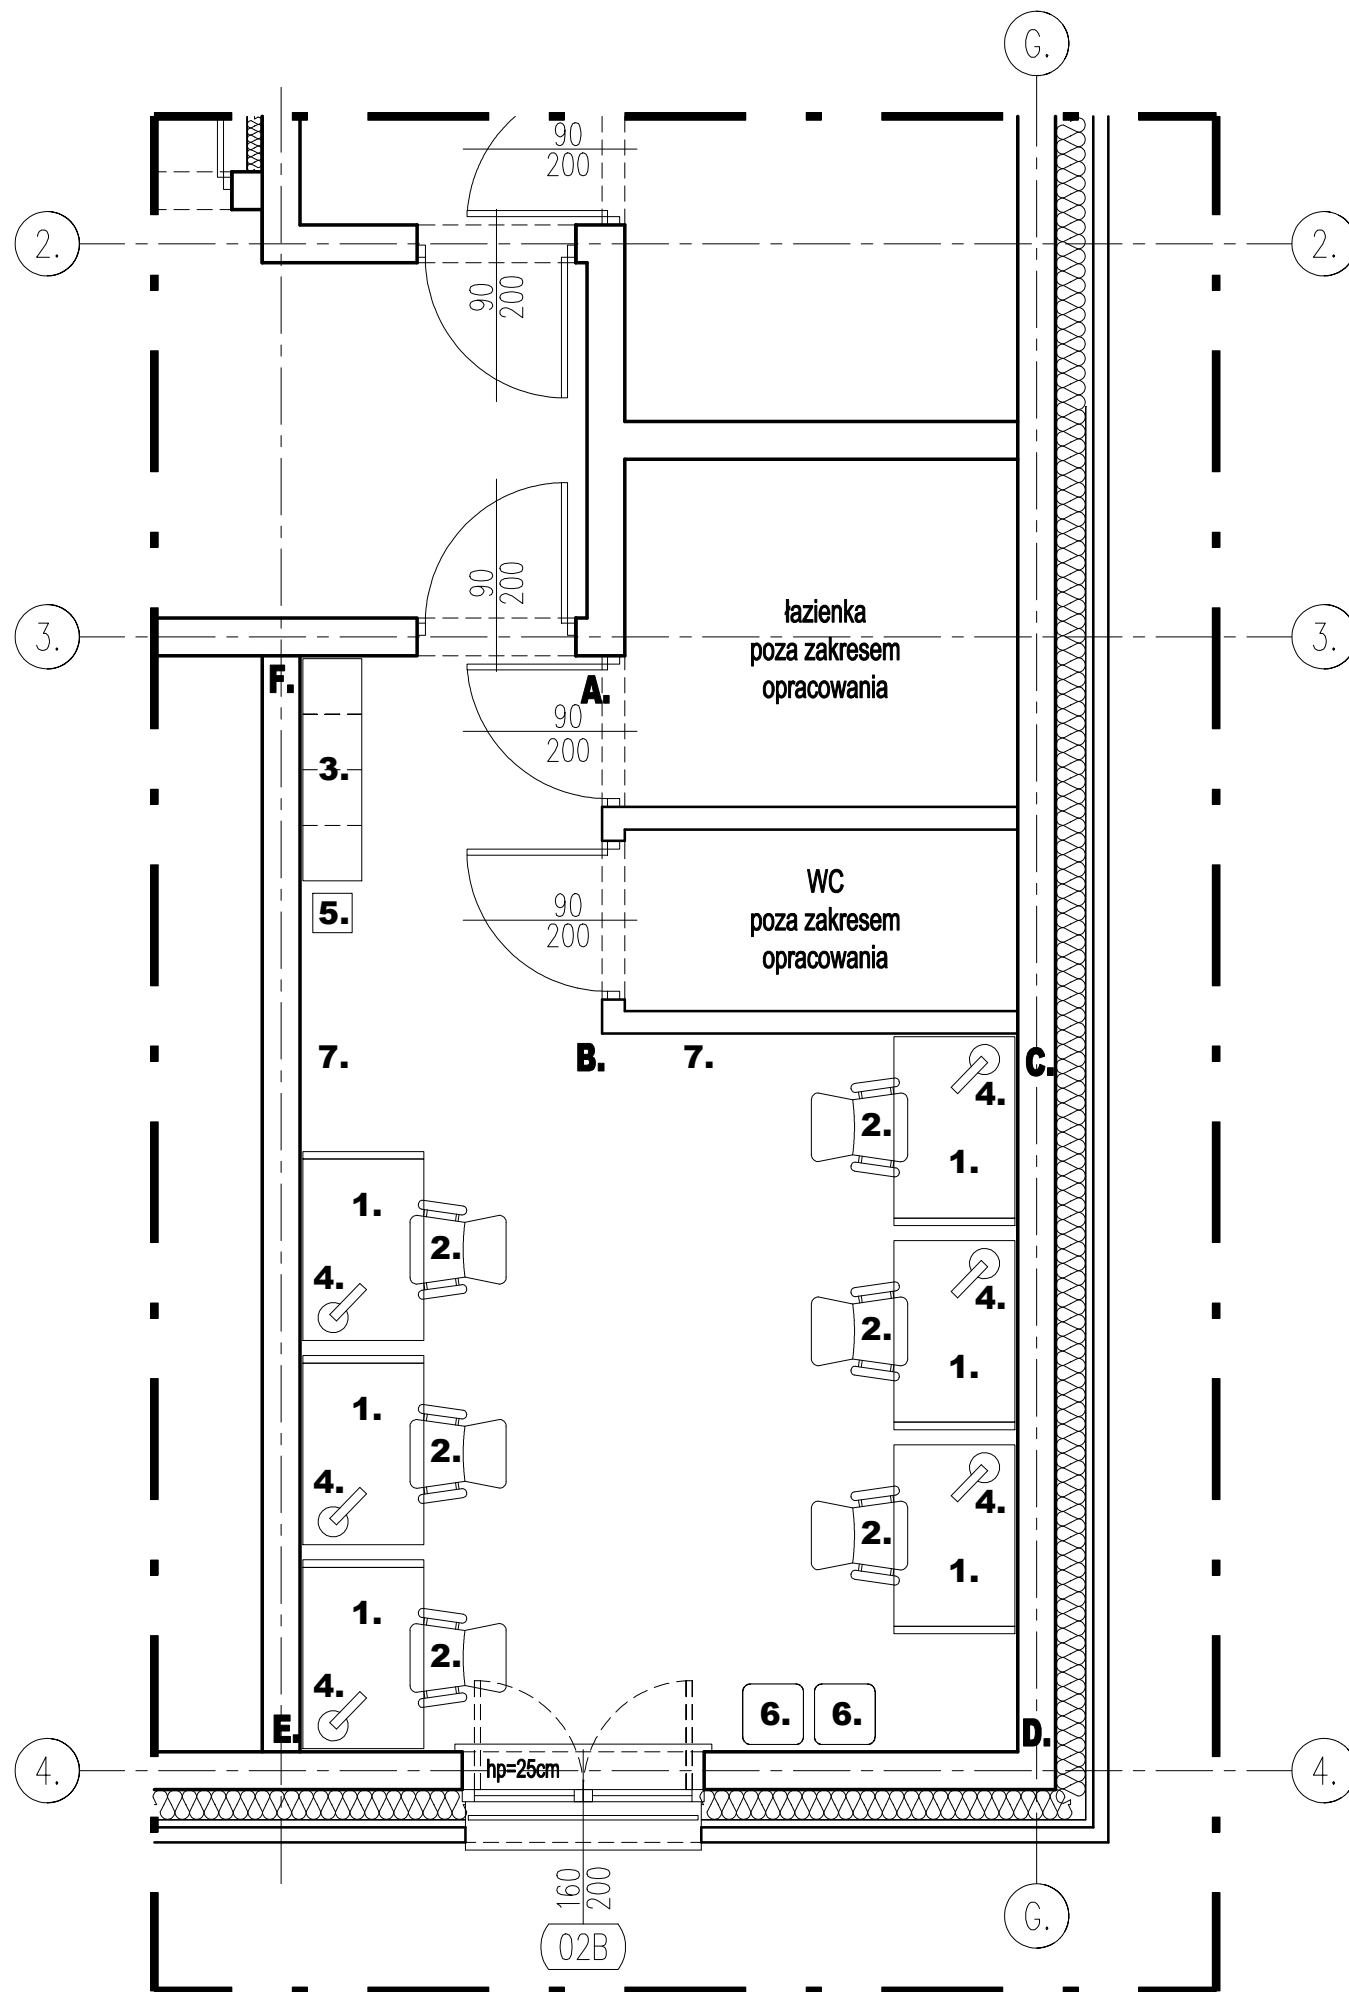 G.
90
200
2.
2.
90
200
90
200
3.
3.
łazienka
poza zakresem
opracowania
F.
A.
90
200
3.
5.
WC
poza zakresem
opracowania
90
200
7.
B.
7.
C.
4.
2.
1.
1.
2.
4.
4.
2.
1.
1.
2.
4.
4.
2.
1.
1.
2.
4.
6.
6.
E.
D.
4.
hp=25cm
4.
160
200
G.
02B